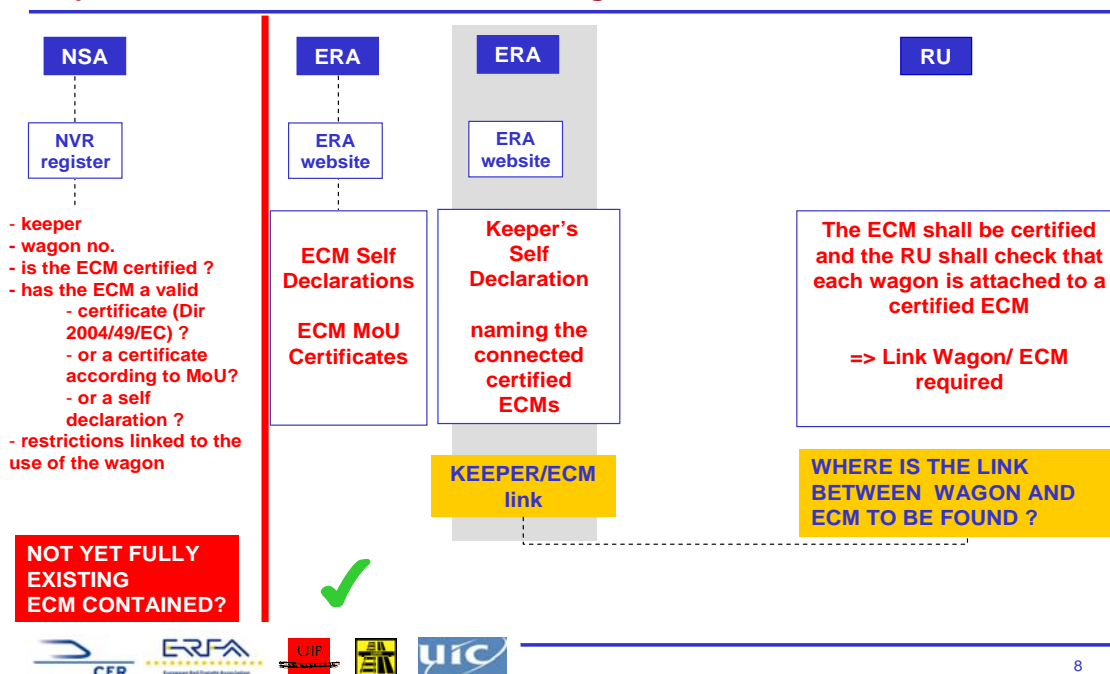 NSA
NVR
register
- keeper
- wagon no.
- is the ECM certified ?
- has the ECM a valid
- certificate (Dir
2004/49/EC) ?
- or a certificate
according to MoU?
- or a self
declaration ?
- restrictions linked to the
use of the wagon
NOT YET FULLY
EXISTING
ECM CONTAINED?
ERA
ERA
website
ECM Self
Declarations
ECM MoU
Certificates
ERA
ERA
website
Keeper's
Self
Declaration
naming the
connected
certified
ECMs
KEEPER/ECM
link
RU
The ECM shall be certified
and the RU shall check that
each wagon is attached to a
certified ECM
=> Link Wagon/ ECM
required
WHERE IS THE LINK
BETWEEN WAGON AND
ECM TO BE FOUND ?
CER
ERFA
European Rail Freight Association
UIP
uic
8